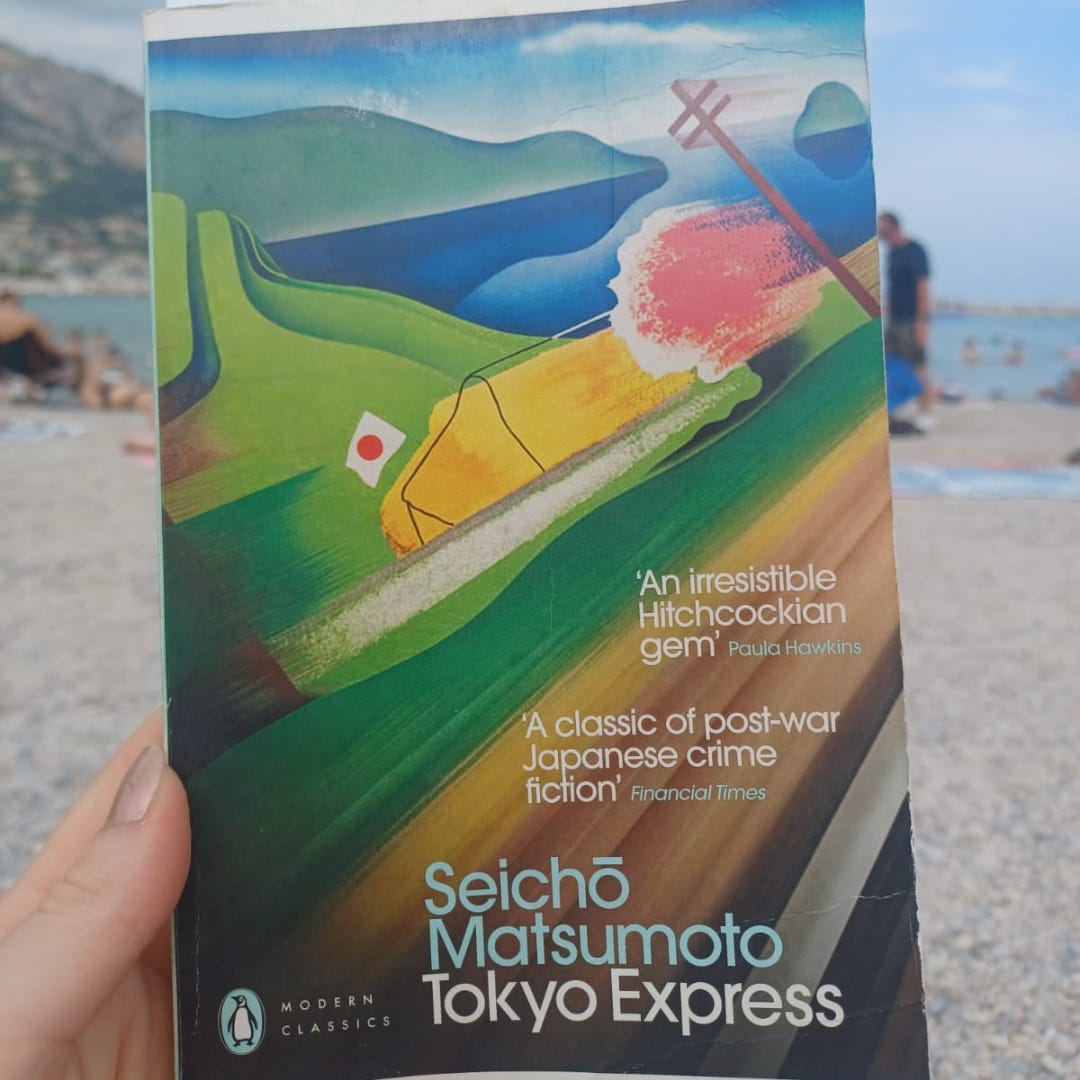 ‘An irresistible
Hitchcockian
gem’ Paula Hawkins
‘A classic of post-war
Japanese crime
fiction’ Financial Times
Seichō
Matsumoto
Tokyo Express
MODERN
CLASSICS